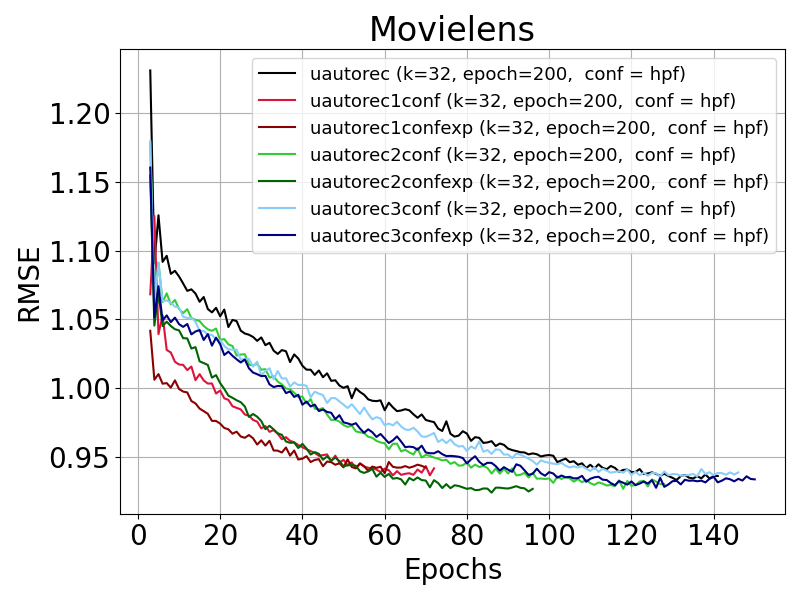 Movielens
uautorec (k=32, epoch=200,  conf = hpf)
uautorec1conf (k=32, epoch=200,  conf = hpf)
uautorec1confexp (k=32, epoch=200,  conf = hpf)
uautorec2conf (k=32, epoch=200,  conf = hpf)
uautorec2confexp (k=32, epoch=200,  conf = hpf)
uautorec3conf (k=32, epoch=200,  conf = hpf)
uautorec3confexp (k=32, epoch=200,  conf = hpf)
RMSE
1.20
1.15
1.10
1.05
1.00
0.95
0 20 40 60 80 100 120 140
Epochs